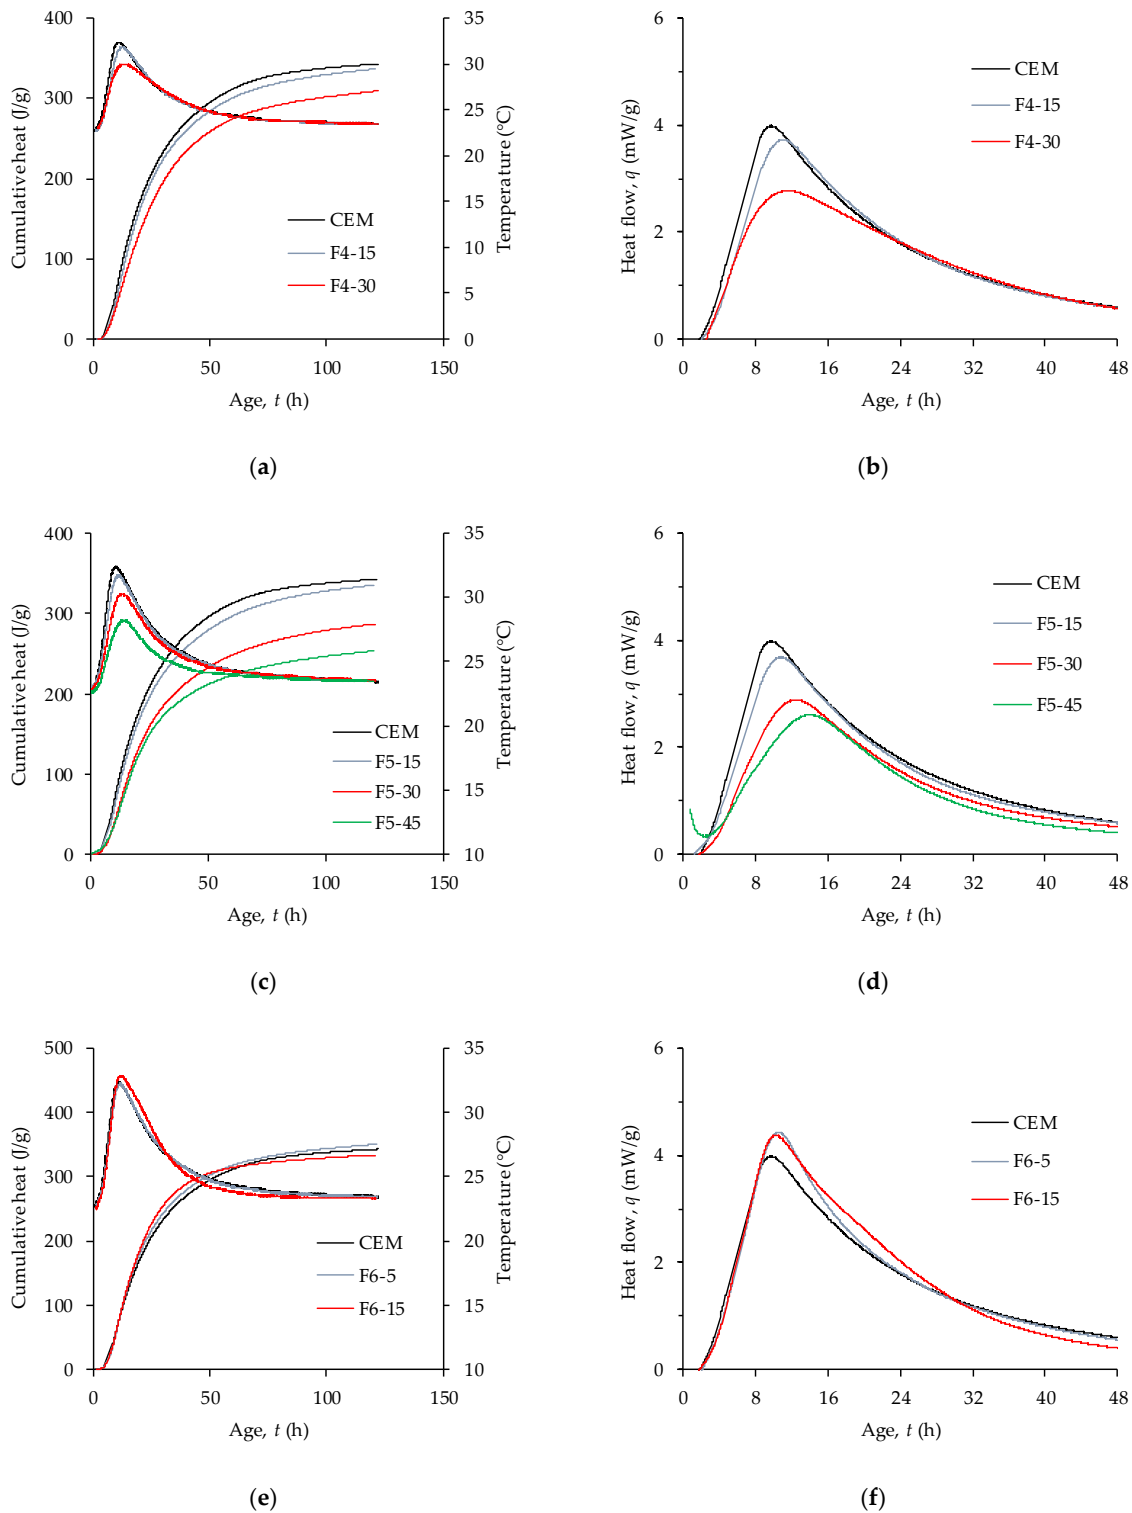 400
300
200
100
0
Cumulative heat (J/g)
35
30
25
20
15
10
5
0
Temperature (°C)
CEM
F4-15
F4-30
0 50 100 150
Age, t (h)
(a)
6
4
2
0
Heat flow, q (mW/g)
CEM
F4-15
F4-30
0 8 16 24 32 40 48
Age, t (h)
(b)
400
300
200
100
0
Cumulative heat (J/g)
35
30
25
20
15
10
Temperature (°C)
CEM
F5-15
F5-30
F5-45
0 50 100 150
Age, t (h)
(c)
6
4
2
0
Heat flow, q (mW/g)
CEM
F5-15
F5-30
F5-45
0 8 16 24 32 40 48
Age, t (h)
(d)
500
400
300
200
100
0
Cumulative heat (J/g)
35
30
25
20
15
10
Temperature (°C)
CEM
F6-5
F6-15
0 50 100 150
Age, t (h)
(e)
6
4
2
0
Heat flow, q (mW/g)
CEM
F6-5
F6-15
0 8 16 24 32 40 48
Age, t (h)
(f)